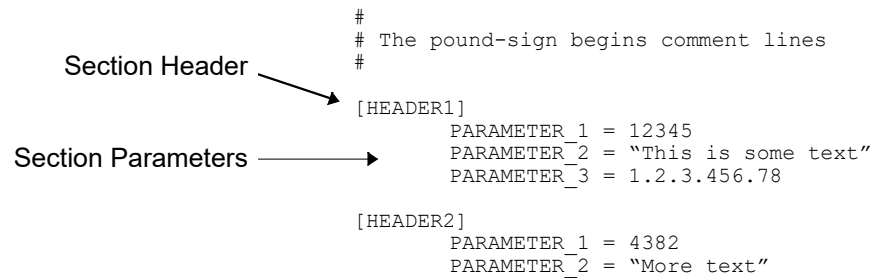 #
# The pound-sign begins comment lines
#
Section Header
[HEADER1]
PARAMETER_1 = 12345
Section Parameters
PARAMETER_2 = “This is some text”
PARAMETER_3 = 1.2.3.456.78
[HEADER2]
PARAMETER_1 = 4382
PARAMETER_2 = “More text”